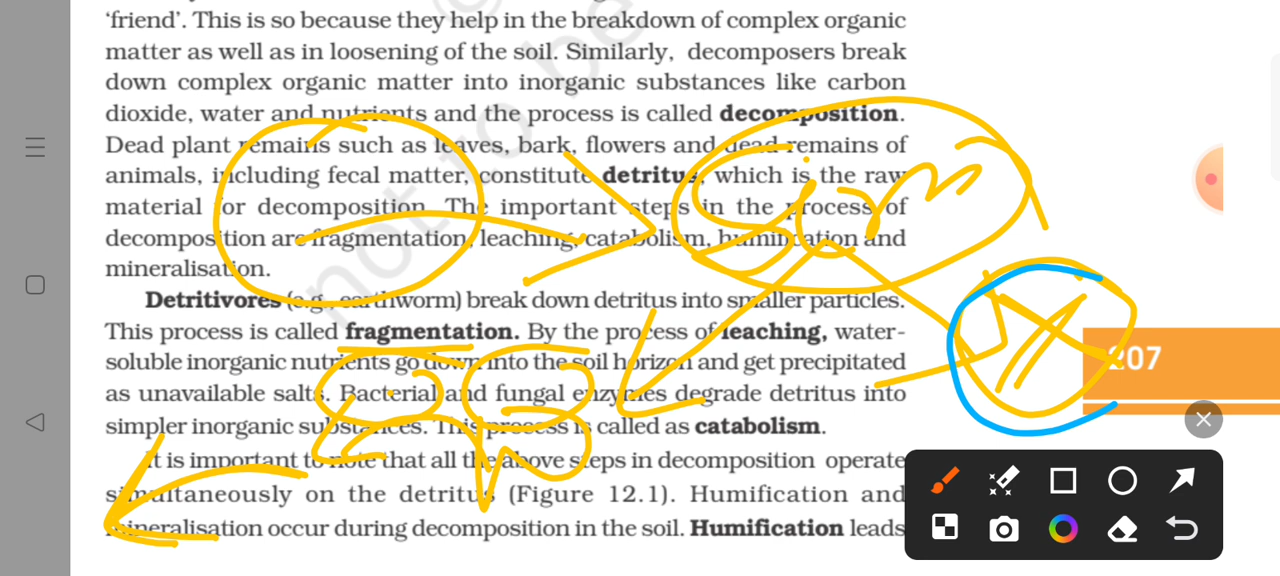 ‘friend’. This is so because they help in the breakdown of complex organic
matter as well as in loosening of the soil. Similarly, decomposers break
down complex organic matter into inorganic substances like carbon
dioxide, water and nutrients and the process is called decomposition.
Dead plant remains such as leaves, bark, flowers and dead remains of
animals, including fecal matter, constitute detritus, which is the raw
material for decomposition. The important steps in the process of
decomposition are fragmentation, leaching, catabolism, humification and
mineralisation.
Detritivores (e.g., earthworm) break down detritus into smaller particles.
This process is called fragmentation. By the process of leaching, water-
soluble inorganic nutrients go down into the soil horizon and get precipitated
as unavailable salts. Bacterial and fungal enzymes degrade detritus into
simpler inorganic substances. This process is called as catabolism.
It is important to note that all the above steps in decomposition operate
simultaneously on the detritus (Figure 12.1). Humification and
mineralisation occur during decomposition in the soil. Humification leads
207
not to be